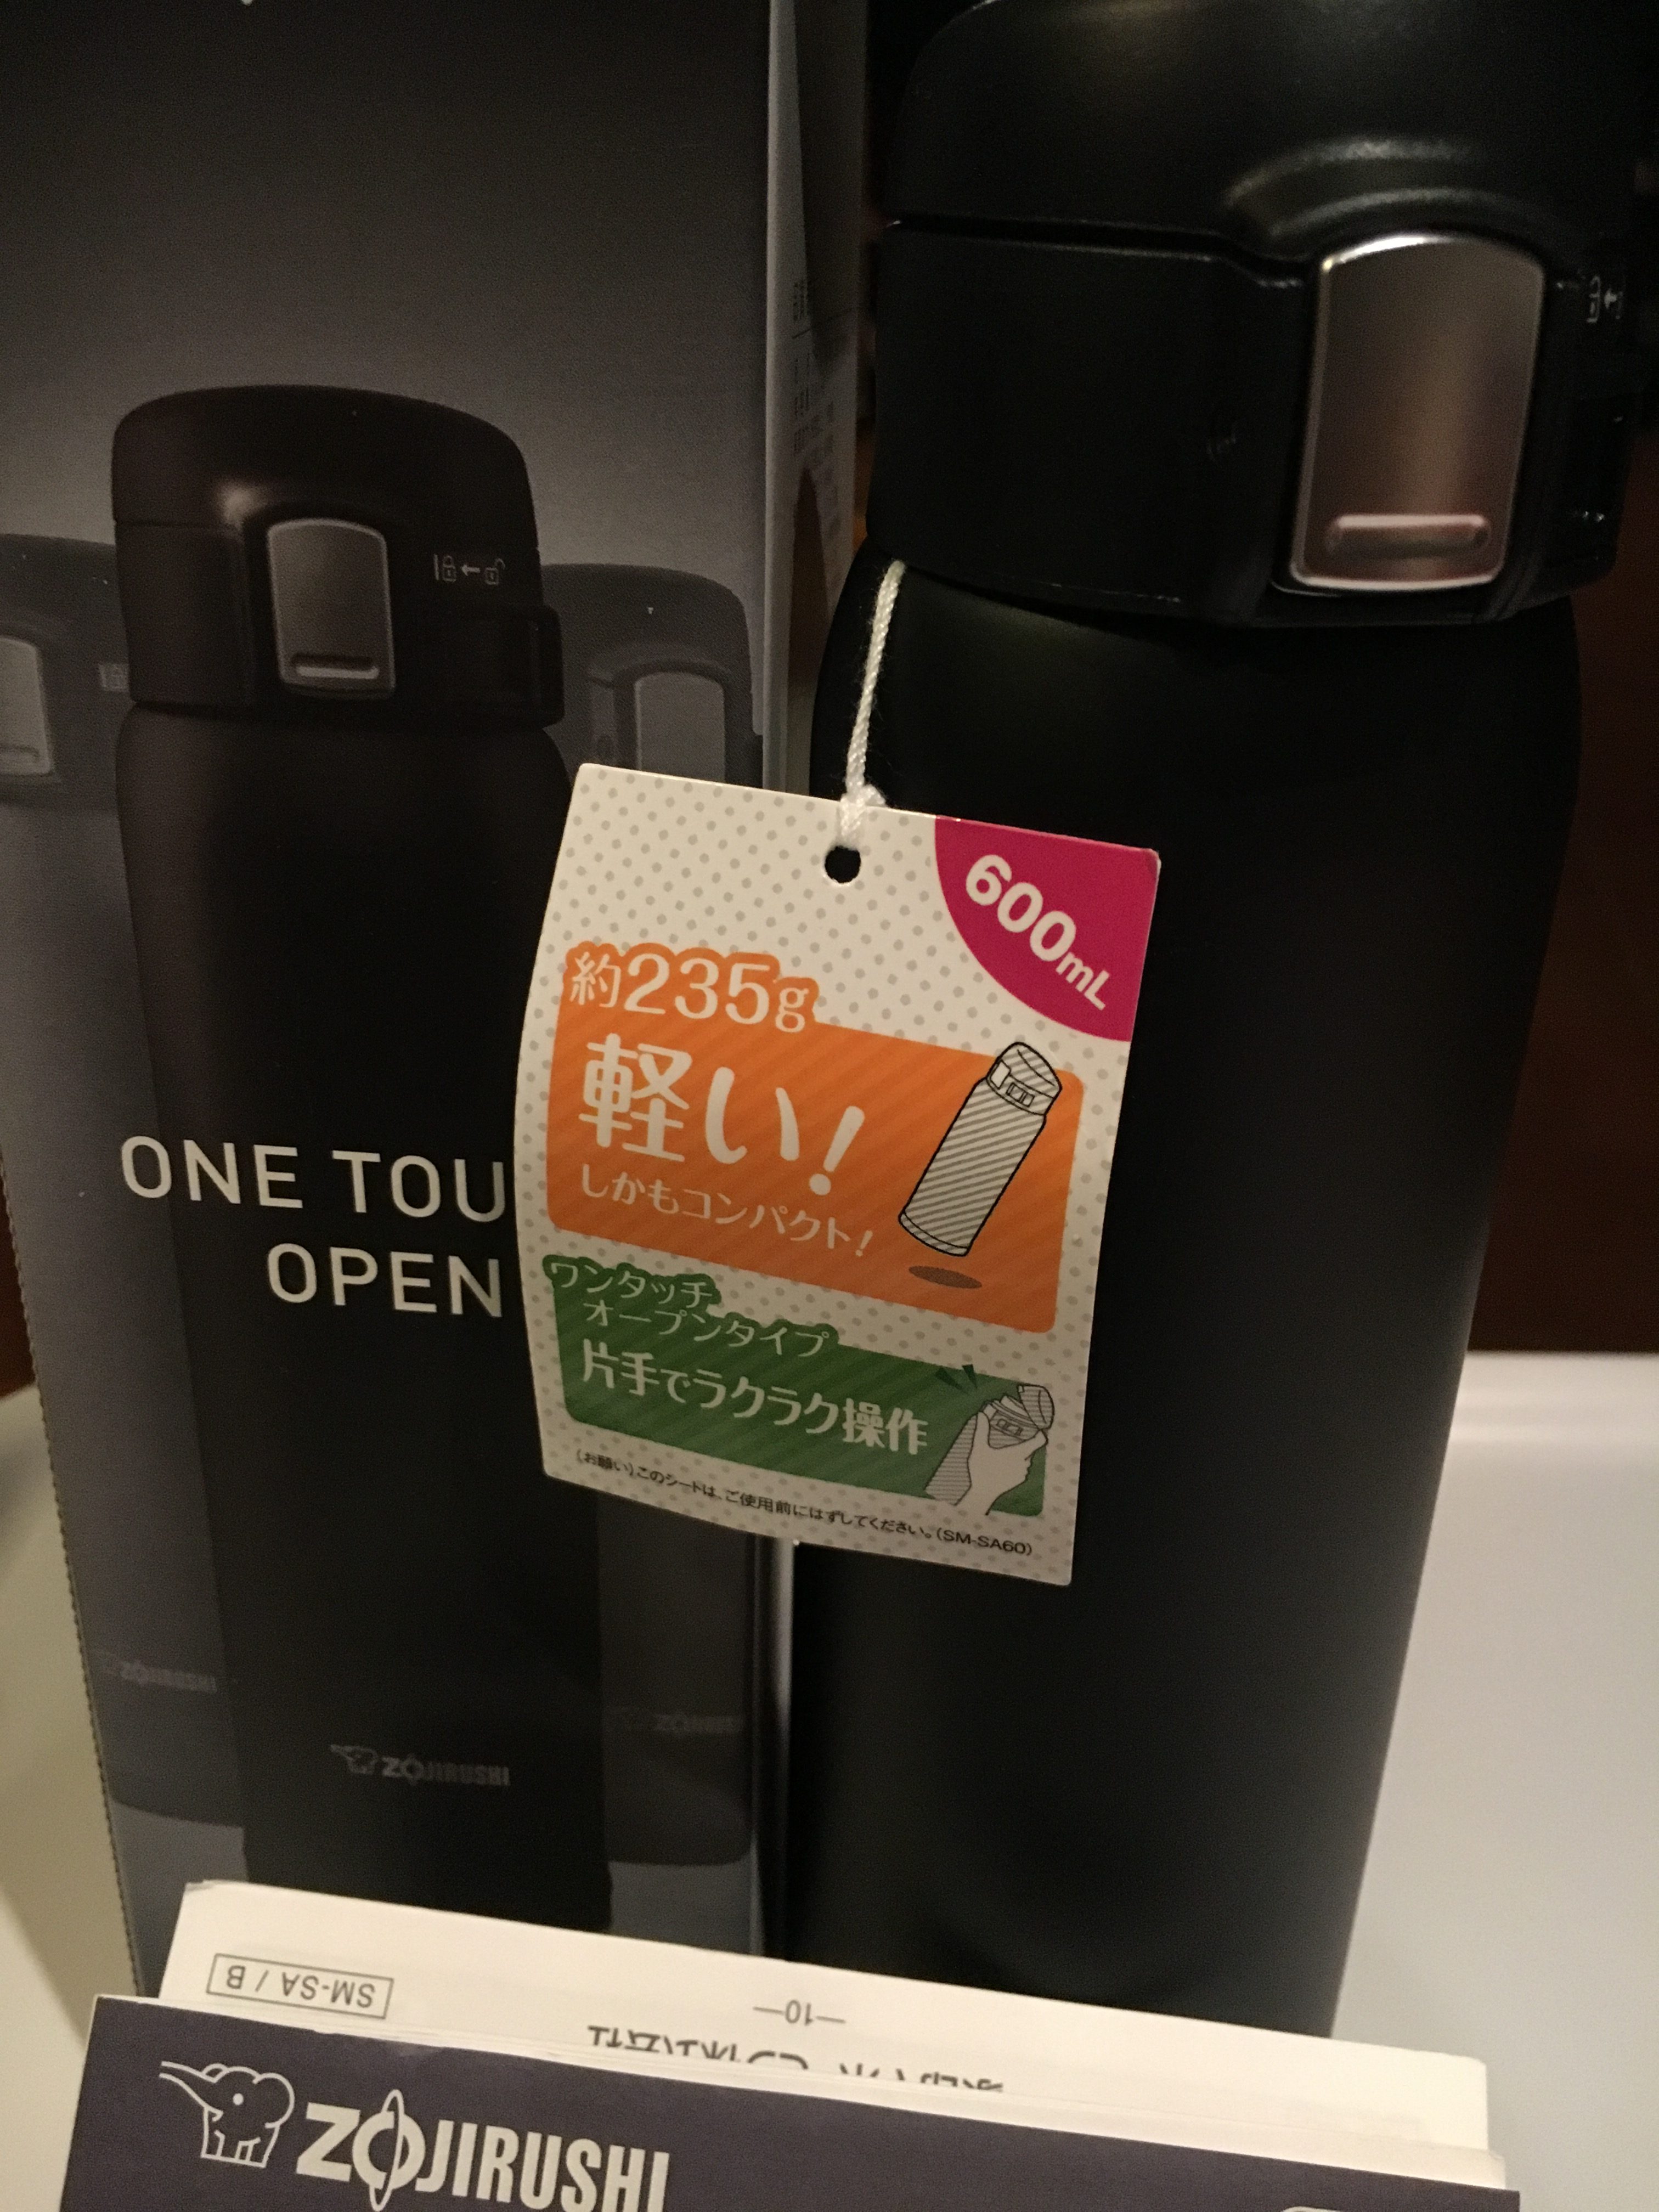 ONE TOU
OPEN
ZOJIRUSHI
ZOJIRUSHI
600mL
約235g
軽い!
しかもコンパクト!
ワンタッチ
オープンタイプ
片手でラクラク操作
(お願い)このシートは、ご使用前にはずしてください。(SM-SA60)
SM-SA / B
—10—
ZOJIRUSHI